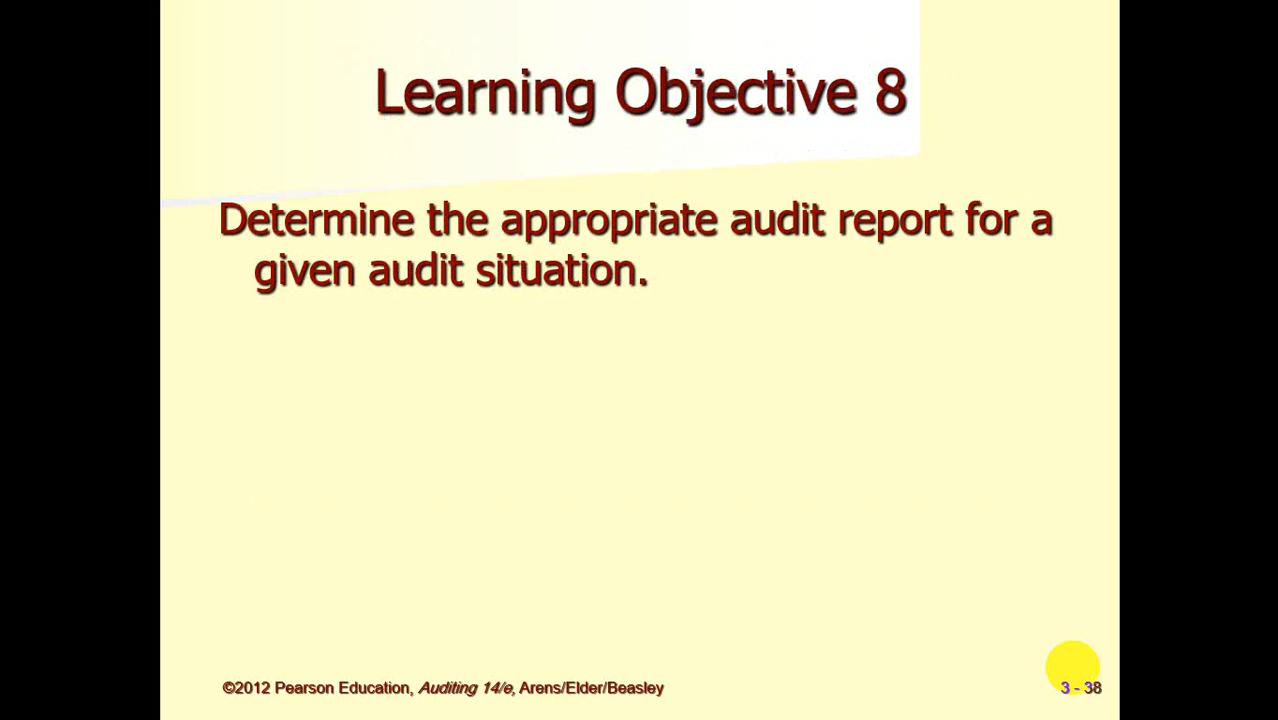 Learning Objective 8
Determine the appropriate audit report for a
given audit situation.
©2012 Pearson Education, Auditing 14/e, Arens/Elder/Beasley
3 - 38